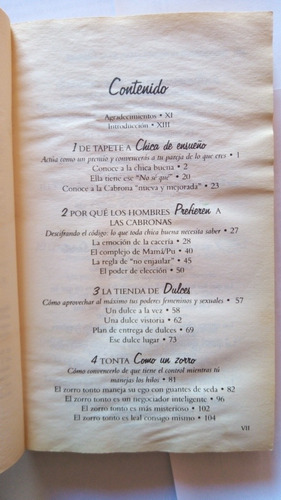 Contenido
Agradecimientos • XI
Introducción • XIII
1 DE TAPETE A Chica de ensueño
Actúa como un premio y convencerás a tu pareja de lo que eres • 1
Conoce a la chica buena • 2
Ella tiene ese "No sé qué" • 20
Conoce a la Cabrona "nueva y mejorada" • 23
2 POR QUÉ LOS HOMBRES Prefieren A
LAS CABRONAS
Descifrando el código: lo que toda chica buena necesita saber • 27
La emoción de la cacería • 28
El complejo de Mamá/Pu • 40
La regla de "no enjaular" • 45
El poder de elección • 50
3 LA TIENDA DE Dulces
Cómo aprovechar al máximo tus poderes femeninos y sexuales • 57
Un dulce a la vez • 58
Una dulce victoria • 62
Plan de entrega de dulces • 69
Ese dulce lugar • 73
4 TONTA Como un zorro
Cómo convencerlo de que tiene el control mientras tú
manejas los hilos • 81
El zorro tonto maneja su ego con guantes de seda • 82
El zorro tonto es un negociador inteligente • 96
El zorro tonto es más misterioso • 102
El zorro tonto es leal consigo mismo • 104
VII